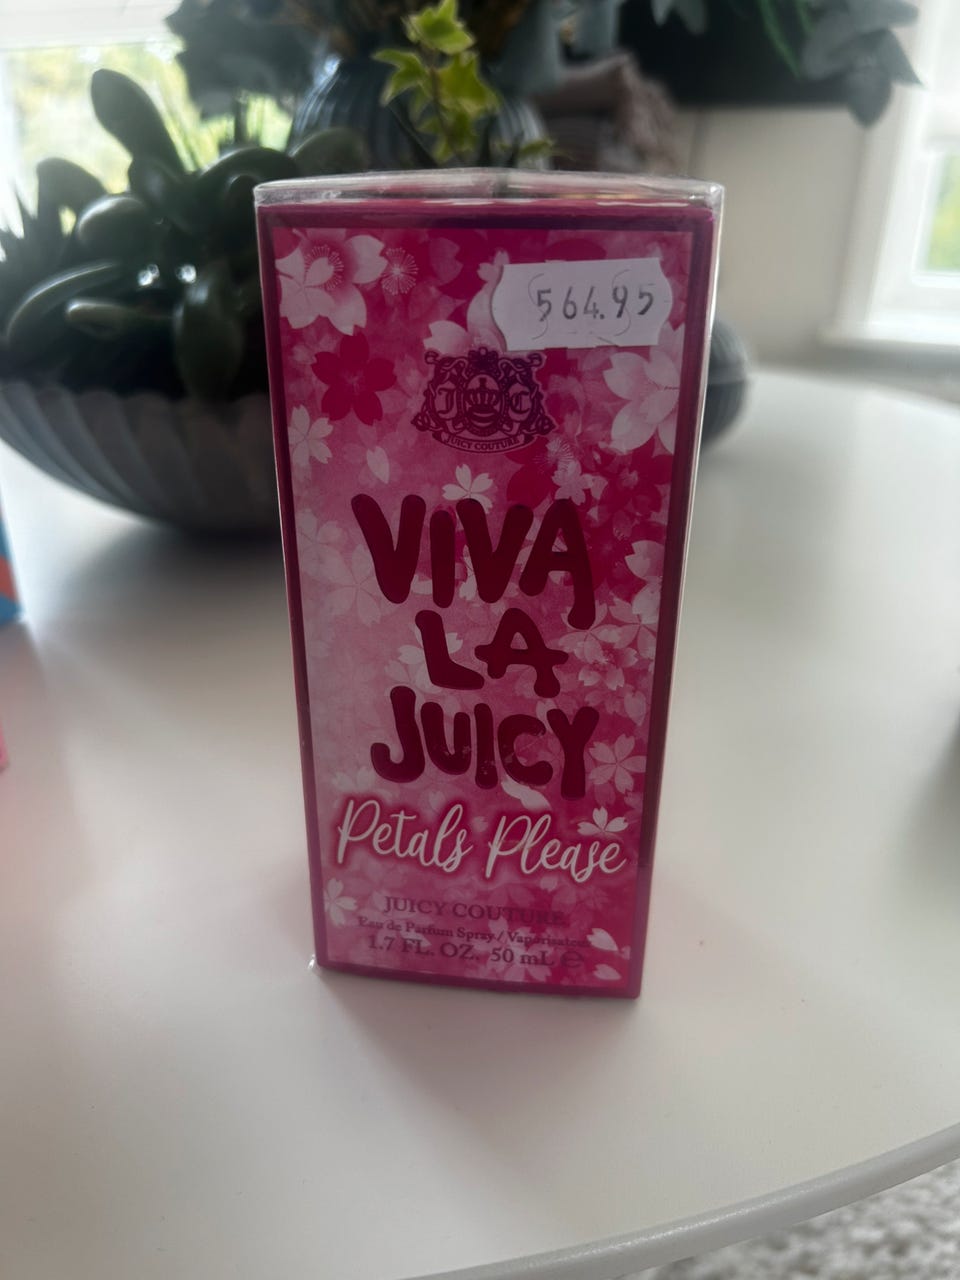 564.95
J C
JUICY COUTURE
VIVA
LA
JUICY
Petals Please
JUICY COUTURE
Eau de Parfum Spray / Vaporisateur
1.7 FL. OZ. 50 mL ℮